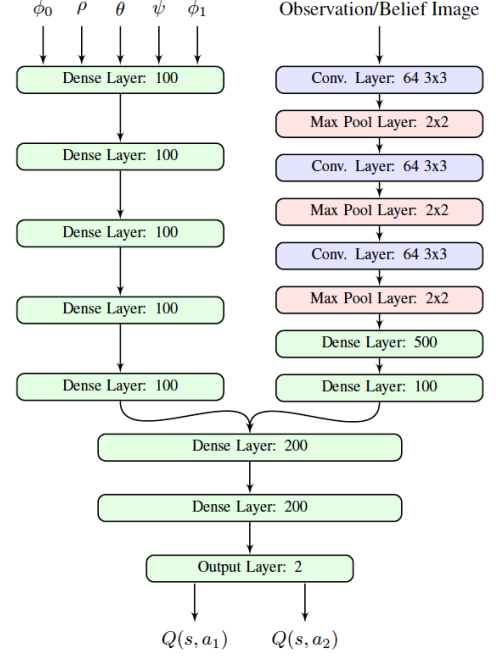 ϕ₀ ρ θ ψ ϕ₁
Dense Layer: 100
Dense Layer: 100
Dense Layer: 100
Dense Layer: 100
Dense Layer: 100
Observation/Belief Image
Conv. Layer: 64 3x3
Max Pool Layer: 2x2
Conv. Layer: 64 3x3
Max Pool Layer: 2x2
Conv. Layer: 64 3x3
Max Pool Layer: 2x2
Dense Layer: 500
Dense Layer: 100
Dense Layer: 200
Dense Layer: 200
Output Layer: 2
Q(s, a₁) Q(s, a₂)